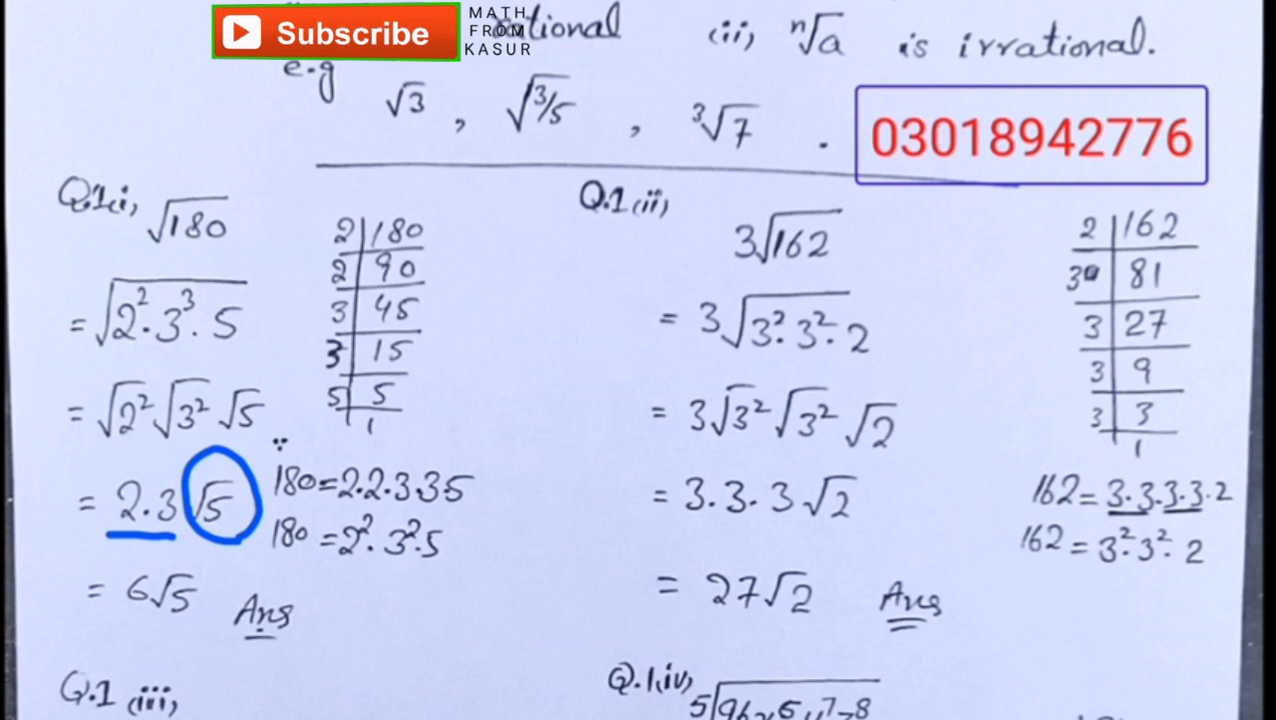 Subscribe
MATH
FROM
KASUR
(ii) ⁿ√a is irrational.
e.g √3 , √3/5 , ³√7 .
03018942776
Q.1(i) √180
= √2².3³.5
= √2² √3² √5
= 2.3 √5
= 6√5 Ans
2 | 180
2 | 90
3 | 45
3 | 15
5 | 5
1
∵
180=2.2.3.3.5
180 =2².3².5
Q.1(ii)
3√162
= 3√3².3².2
= 3√3² √3² √2
= 3.3.3√2
= 27√2 Ans
2 | 162
3 | 81
3 | 27
3 | 9
3 | 3
1
162= 3.3.3.3.2
162 = 3².3².2
Q.1 (iii)
Q.1(iv)